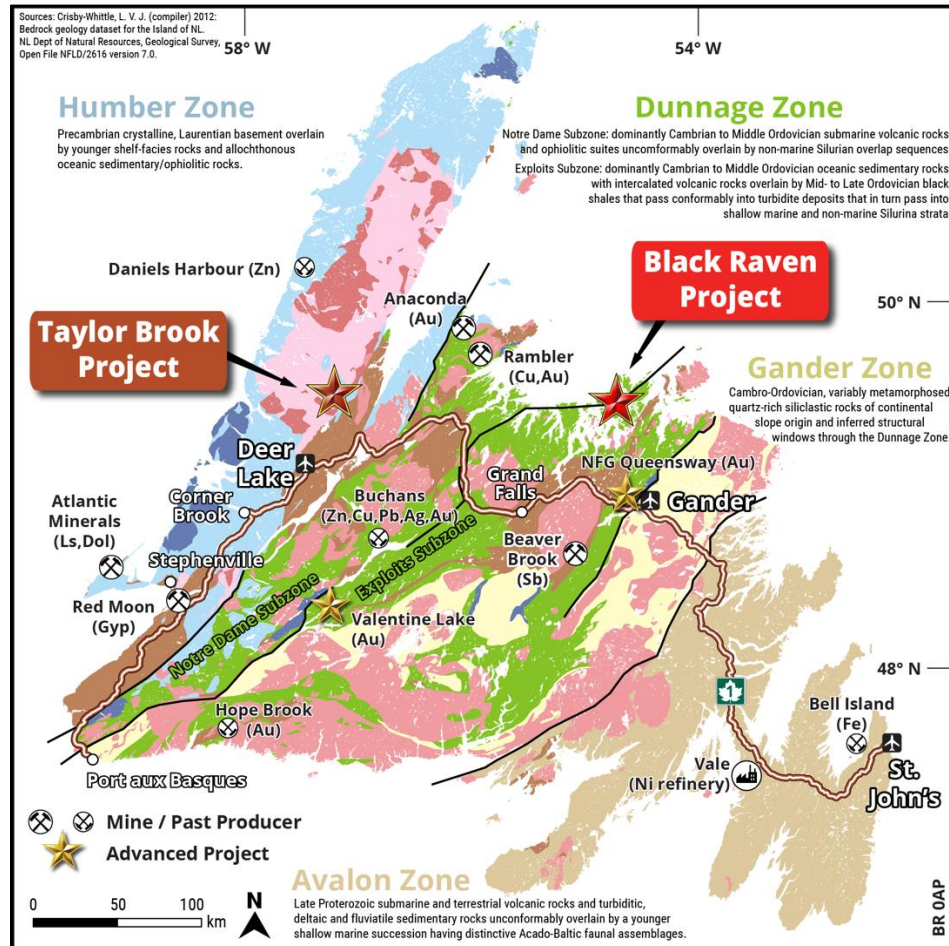 Sources: Crisby-Whittle, L. V. J. (compiler) 2012:
Bedrock geology dataset for the Island of NL.
NL Dept of Natural Resources, Geological Survey,
Open File NFLD/2616 version 7.0.
58° W
54° W
Humber Zone
Precambrian crystalline, Laurentian basement overlain
by younger shelf-facies rocks and allochthonous
oceanic sedimentary/ophiolitic rocks.
Dunnage Zone
Notre Dame Subzone: dominantly Cambrian to Middle Ordovician submarine volcanic rocks
and ophiolitic suites uncomformably overlain by non-marine Silurian overlap sequences
Exploits Subzone: dominantly Cambrian to Middle Ordovician oceanic sedimentary rocks
with intercalated volcanic rocks overlain by Mid- to Late Ordovician black
shales that pass conformably into turbidite deposits that in turn pass into
shallow marine and non-marine Silurina strata
Daniels Harbour (Zn)
Black Raven
Project
50° N
Anaconda
(Au)
Taylor Brook
Project
Rambler
(Cu,Au)
Gander Zone
Cambro-Ordovician, variably metamorphosed
quartz-rich siliclastic rocks of continental
slope origin and inferred structural
windows through the Dunnage Zone
Deer
Lake
NFG Queensway (Au)
Grand
Falls
Gander
Corner
Brook
Buchans
(Zn,Cu,Pb,Ag,Au)
Atlantic
Minerals
(Ls,Dol)
Beaver
Brook
(Sb)
Stephenville
Red Moon
(Gyp)
Notre Dame Subzone
Exploits Subzone
Valentine Lake
(Au)
48° N
1
Hope Brook
(Au)
Bell Island
(Fe)
Vale
(Ni refinery)
St.
John's
Port aux Basques
Mine / Past Producer
Advanced Project
0 50 100
km
N
Avalon Zone
Late Proterozoic submarine and terrestrial volcanic rocks and turbiditic,
deltaic and fluviatile sedimentary rocks unconformably overlain by a younger
shallow marine succession having distinctive Acado-Baltic faunal assemblages.
BR 0AP